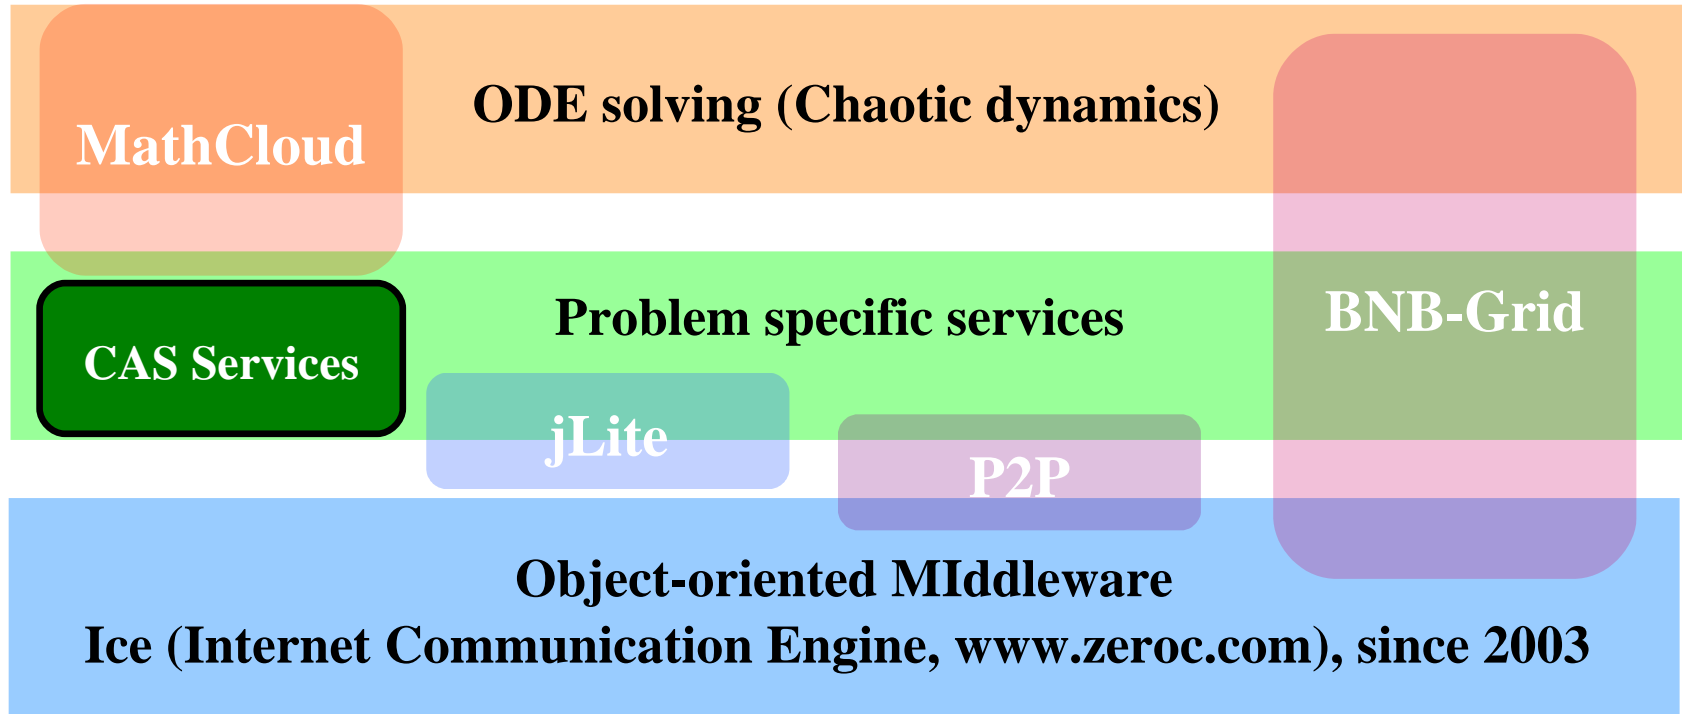 ODE solving (Chaotic dynamics)
MathCloud
BNB-Grid
Problem specific services
CAS Services
jLite
P2P
Object-oriented MIddleware
Ice (Internet Communication Engine, www.zeroc.com), since 2003